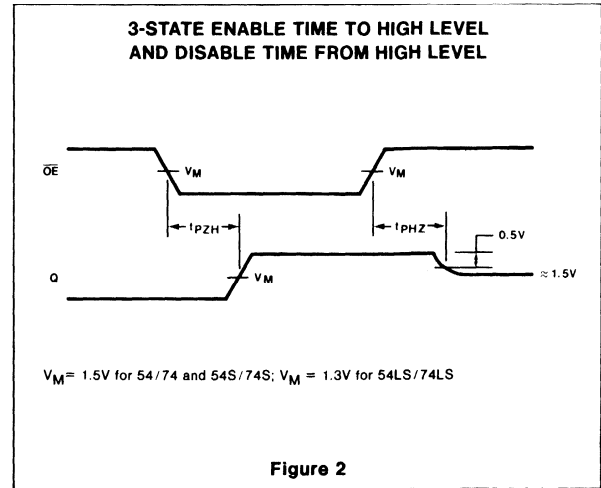 3-STATE ENABLE TIME TO HIGH LEVEL
AND DISABLE TIME FROM HIGH LEVEL
OE
VM
VM
tPZH
tPHZ
0.5V
Q
VM
≈ 1.5V
VM = 1.5V for 54/74 and 54S/74S; VM = 1.3V for 54LS/74LS
Figure 2